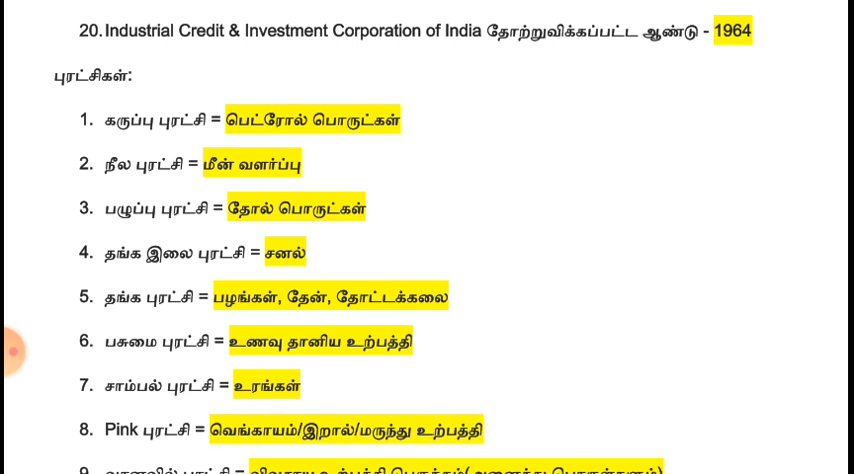 20. Industrial Credit & Investment Corporation of India தோற்றுவிக்கப்பட்ட ஆண்டு - 1964
புரட்சிகள்:
1. கருப்பு புரட்சி = பெட்ரோல் பொருட்கள்
2. நீல புரட்சி = மீன் வளர்ப்பு
3. பழுப்பு புரட்சி = தோல் பொருட்கள்
4. தங்க இலை புரட்சி = சனல்
5. தங்க புரட்சி = பழங்கள், தேன், தோட்டக்கலை
6. பசுமை புரட்சி = உணவு தானிய உற்பத்தி
7. சாம்பல் புரட்சி = உரங்கள்
8. Pink புரட்சி = வெங்காயம்/இறால்/மருந்து உற்பத்தி